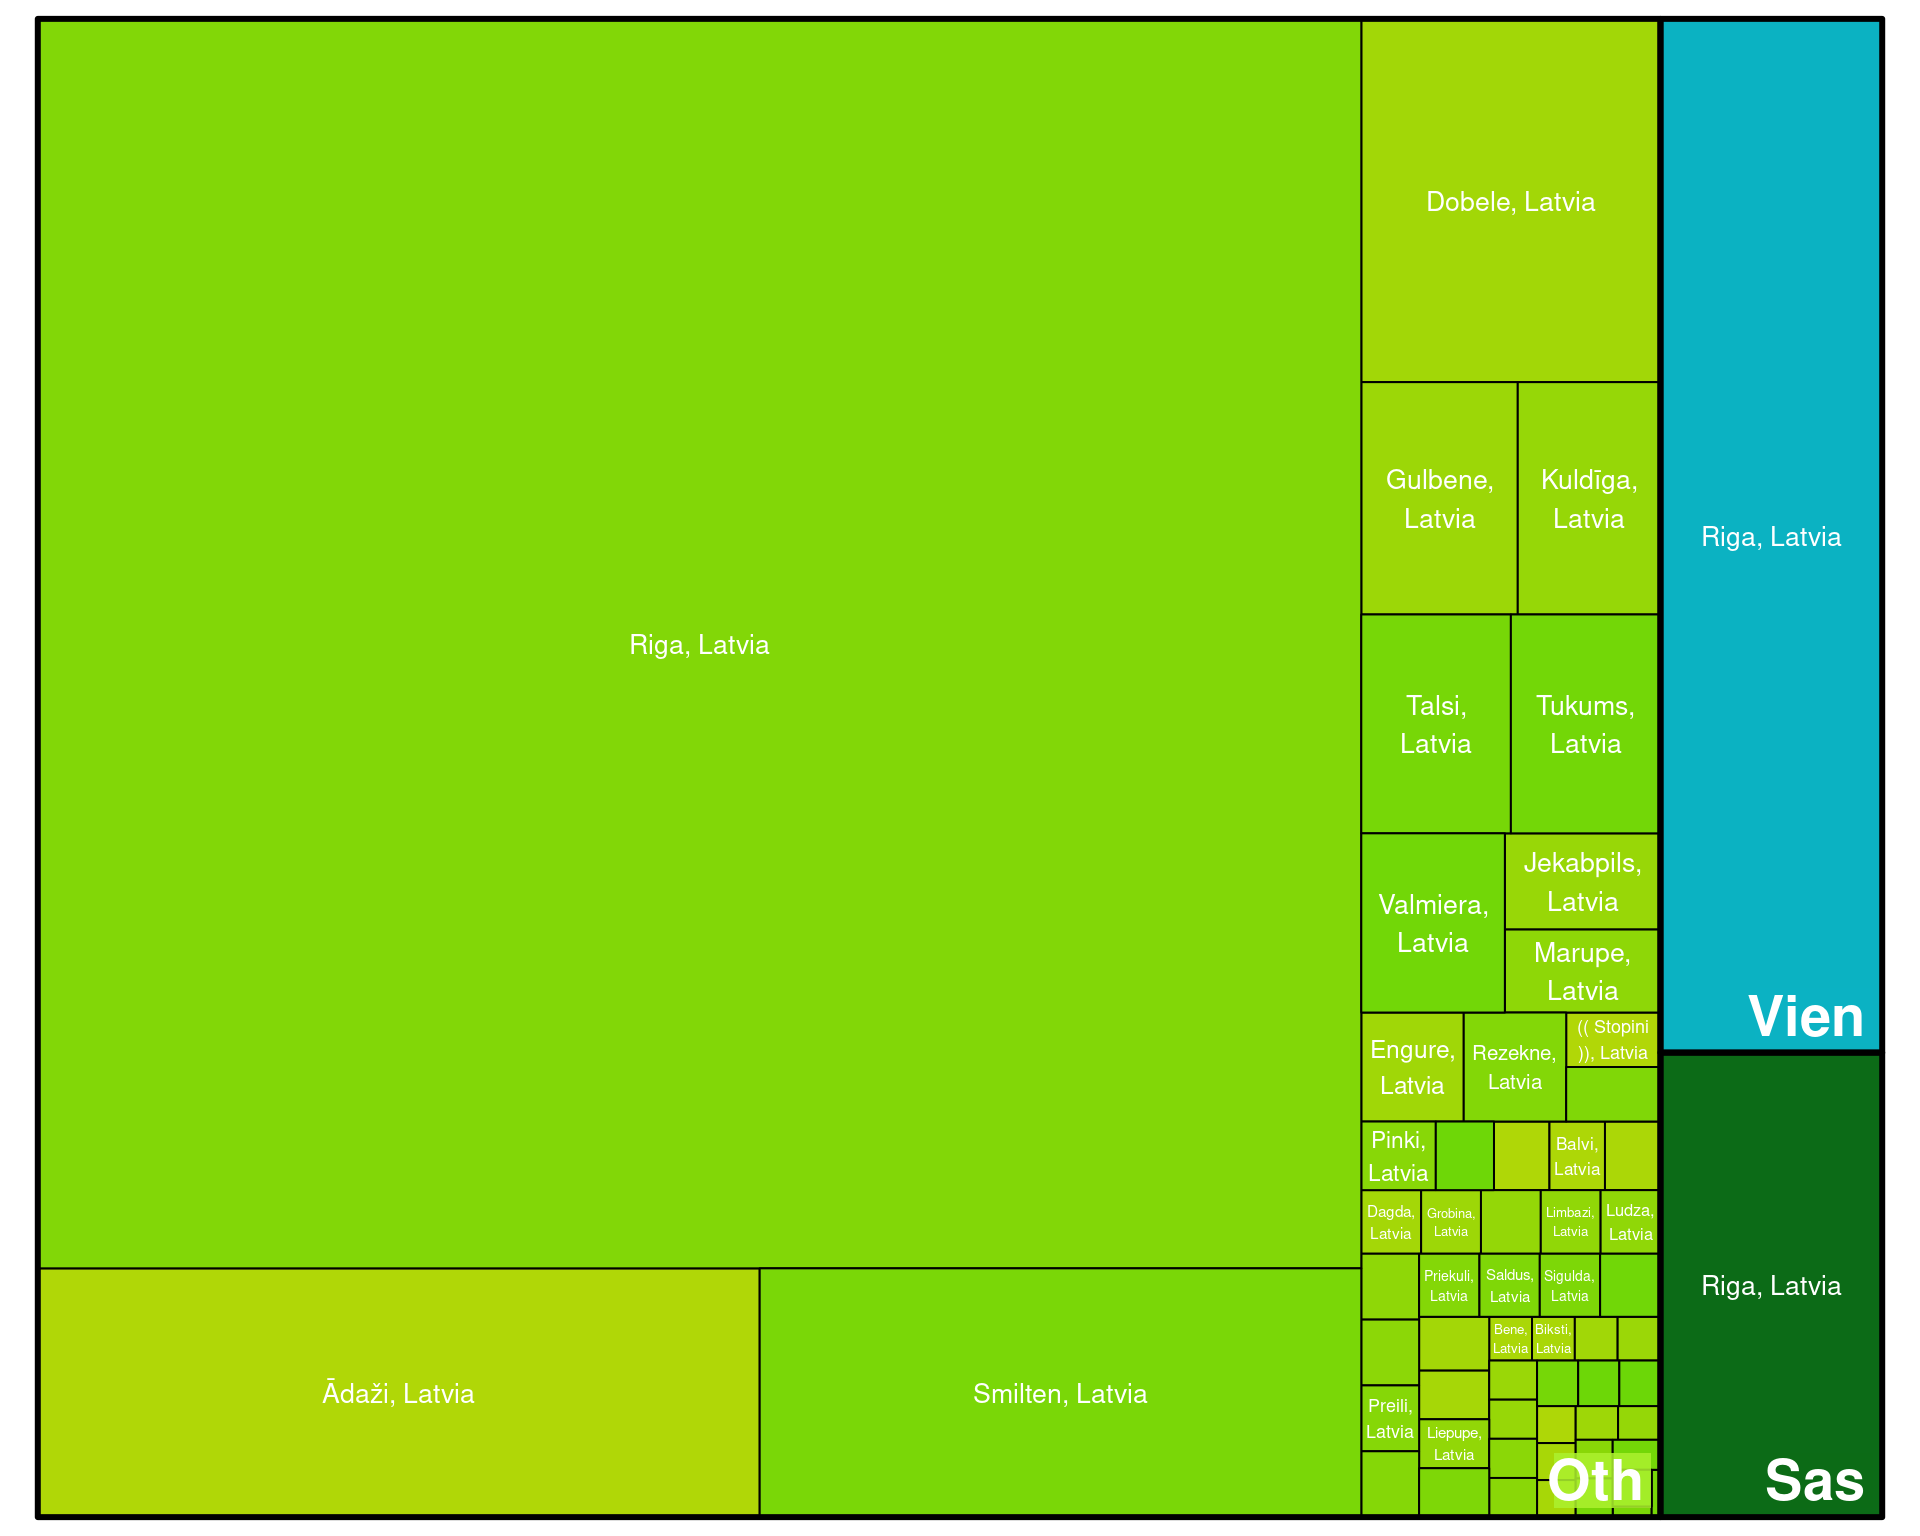 Riga, Latvia
Ādaži, Latvia
Smilten, Latvia
Dobele, Latvia
Gulbene,
Latvia
Kuldīga,
Latvia
Talsi,
Latvia
Tukums,
Latvia
Valmiera,
Latvia
Jekabpils,
Latvia
Marupe,
Latvia
Engure,
Latvia
Rezekne,
Latvia
(( Stopini
)), Latvia
Pinki,
Latvia
Balvi,
Latvia
Dagda,
Latvia
Grobina,
Latvia
Limbazi,
Latvia
Ludza,
Latvia
Priekuli,
Latvia
Saldus,
Latvia
Sigulda,
Latvia
Bene,
Latvia
Biksti,
Latvia
Preili,
Latvia
Liepupe,
Latvia
Oth
Riga, Latvia
Vien
Riga, Latvia
Sas